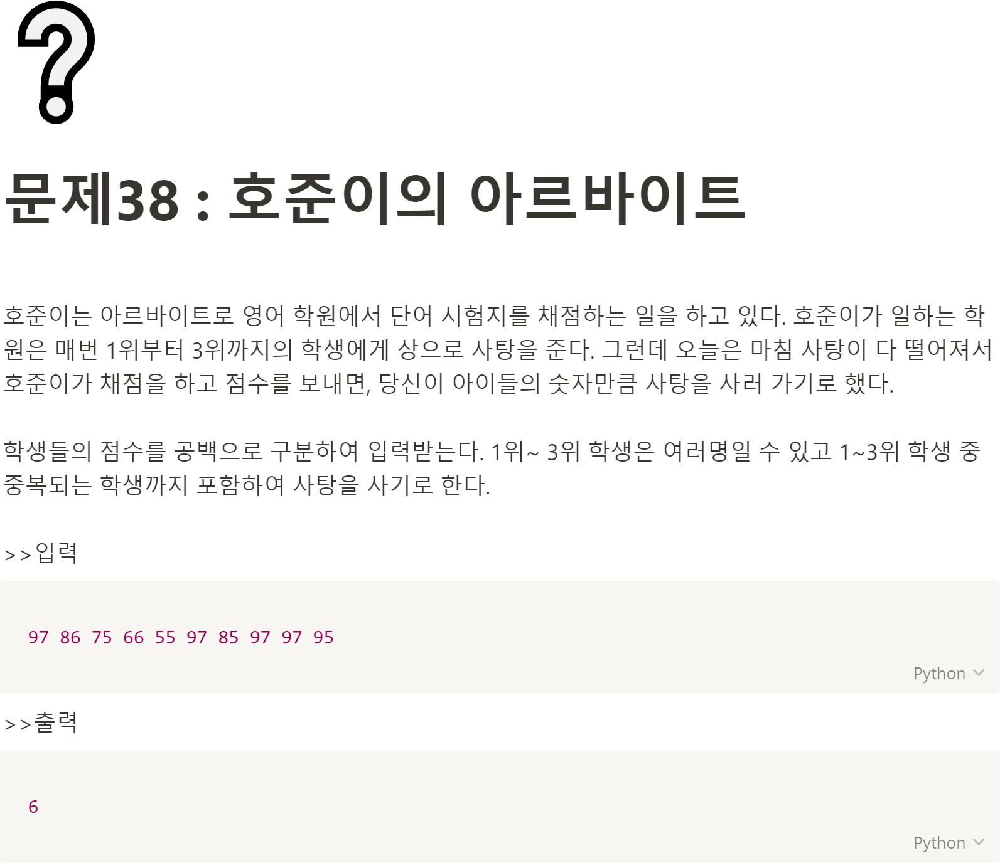 문제38 : 호준이의 아르바이트
호준이는 아르바이트로 영어 학원에서 단어 시험지를 채점하는 일을 하고 있다. 호준이가 일하는 학
원은 매번 1위부터 3위까지의 학생에게 상으로 사탕을 준다. 그런데 오늘은 마침 사탕이 다 떨어져서
호준이가 채점을 하고 점수를 보내면, 당신이 아이들의 숫자만큼 사탕을 사러 가기로 했다.
학생들의 점수를 공백으로 구분하여 입력받는다. 1위~ 3위 학생은 여러명일 수 있고 1~3위 학생 중
중복되는 학생까지 포함하여 사탕을 사기로 한다.
>>입력
97 86 75 66 55 97 85 97 97 95
Python
>>출력
6
Python